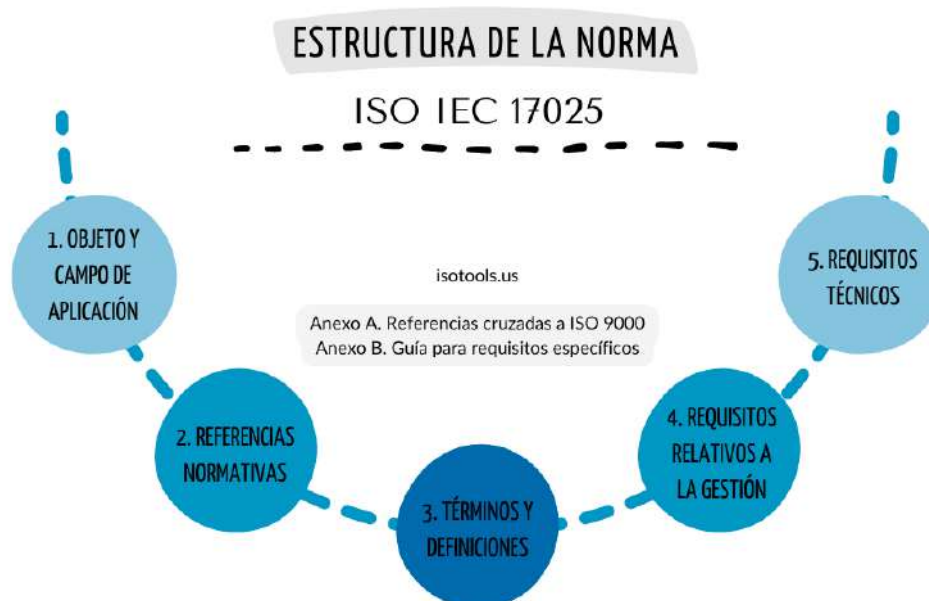 ESTRUCTURA DE LA NORMA
ISO IEC 17025
1. OBJETO Y
CAMPO DE
APLICACIÓN
2. REFERENCIAS
NORMATIVAS
3. TÉRMINOS Y
DEFINICIONES
4. REQUISITOS
RELATIVOS A
LA GESTIÓN
5. REQUISITOS
TÉCNICOS
isotools.us
Anexo A. Referencias cruzadas a ISO 9000
Anexo B. Guía para requisitos específicos